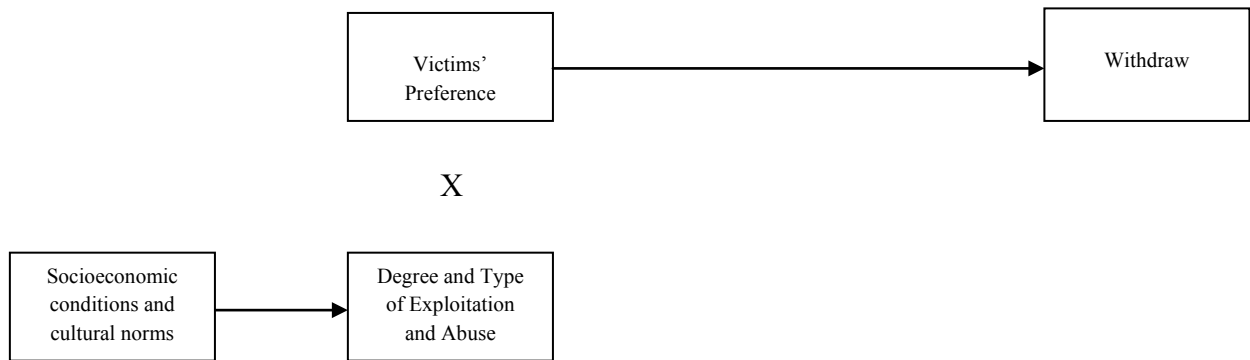 Victims'
Preference
Withdraw
X
Socioeconomic
conditions and
cultural norms
Degree and Type
of Exploitation
and Abuse